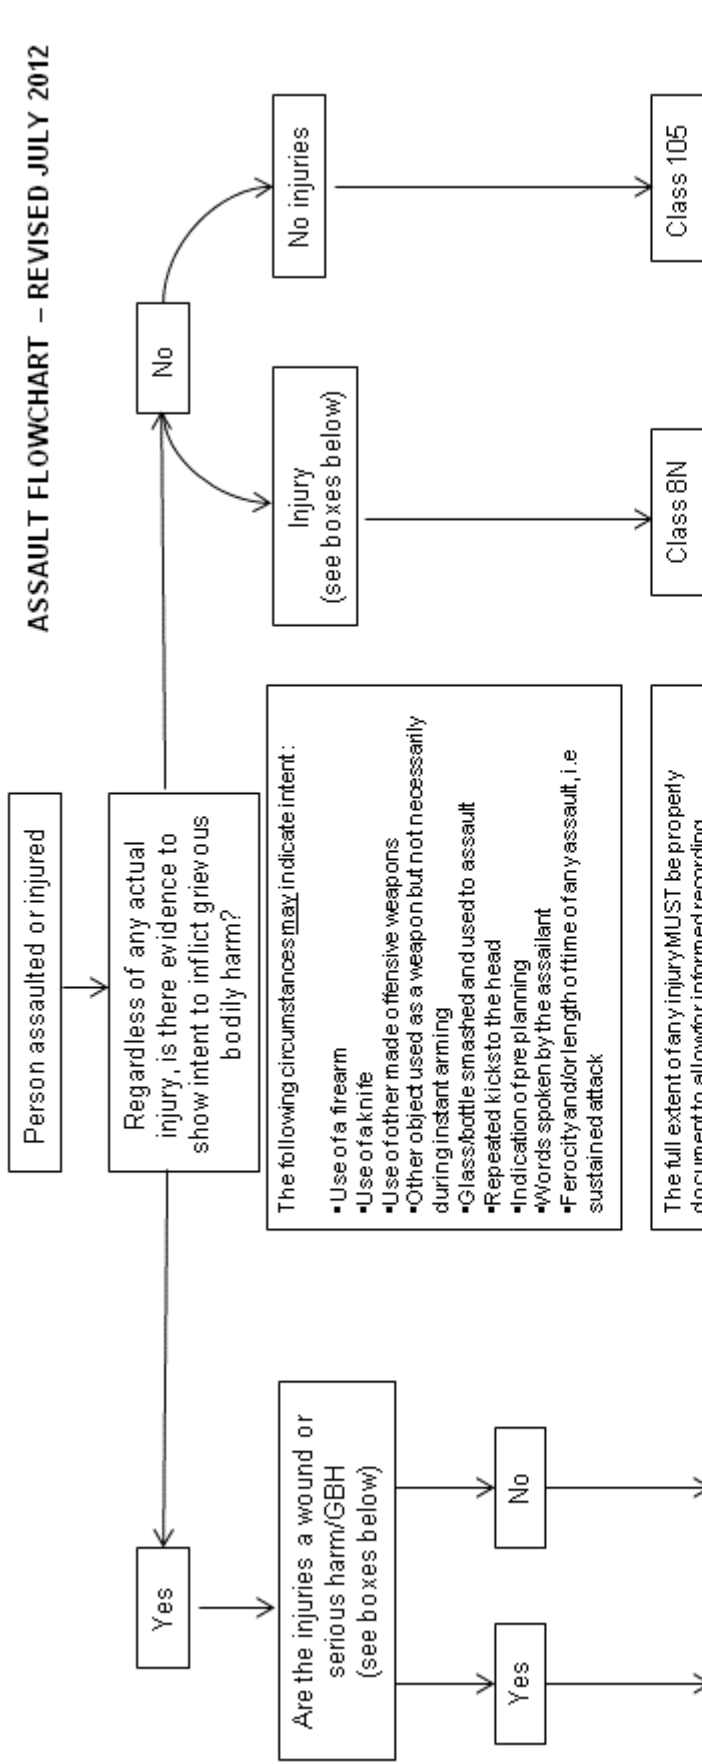 ASSAULT FLOWCHART – REVISED JULY 2012
Person assaulted or injured
Regardless of any actual
injury, is there evidence to
show intent to inflict grievous
bodily harm?
Yes
No
Are the injuries a wound or
serious harm/GBH
(see boxes below)
The following circumstances may indicate intent:
▪Use of a firearm
▪Use of a knife
▪Use of other made offensive weapons
▪Other object used as a weapon but not necessarily
during instant arming
▪Glass/bottle smashed and used to assault
▪Repeated kicks to the head
▪Indication of pre planning
▪Words spoken by the assailant
▪Ferocity and/or length of time of any assault, i.e
sustained attack
Injury
(see boxes below)
No injuries
Yes
No
The full extent of any injury MUST be properly
document to allow for informed recording
Class 8N
Class 105